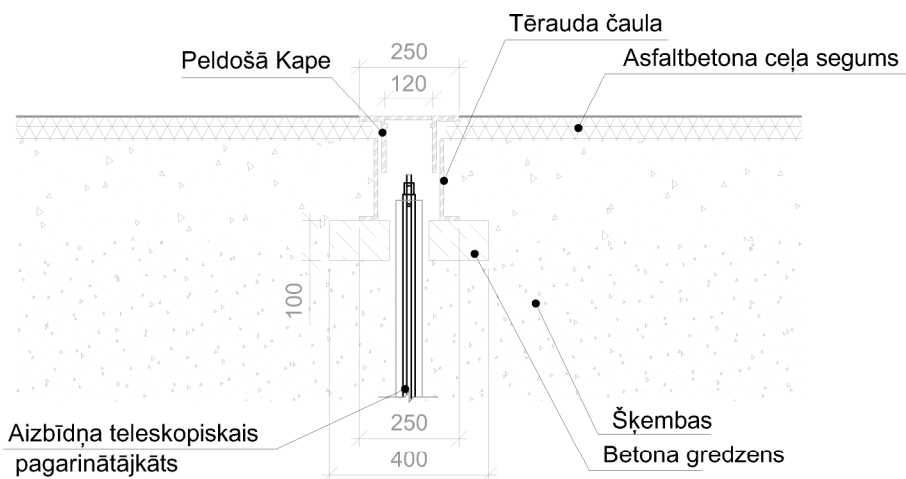 Tērauda čaula
250
Peldošā Kape
Asfaltbetona ceļa segums
120
100
Aizbīdņa teleskopiskais
pagarinātājkāts
250
Šķembas
400
Betona gredzens